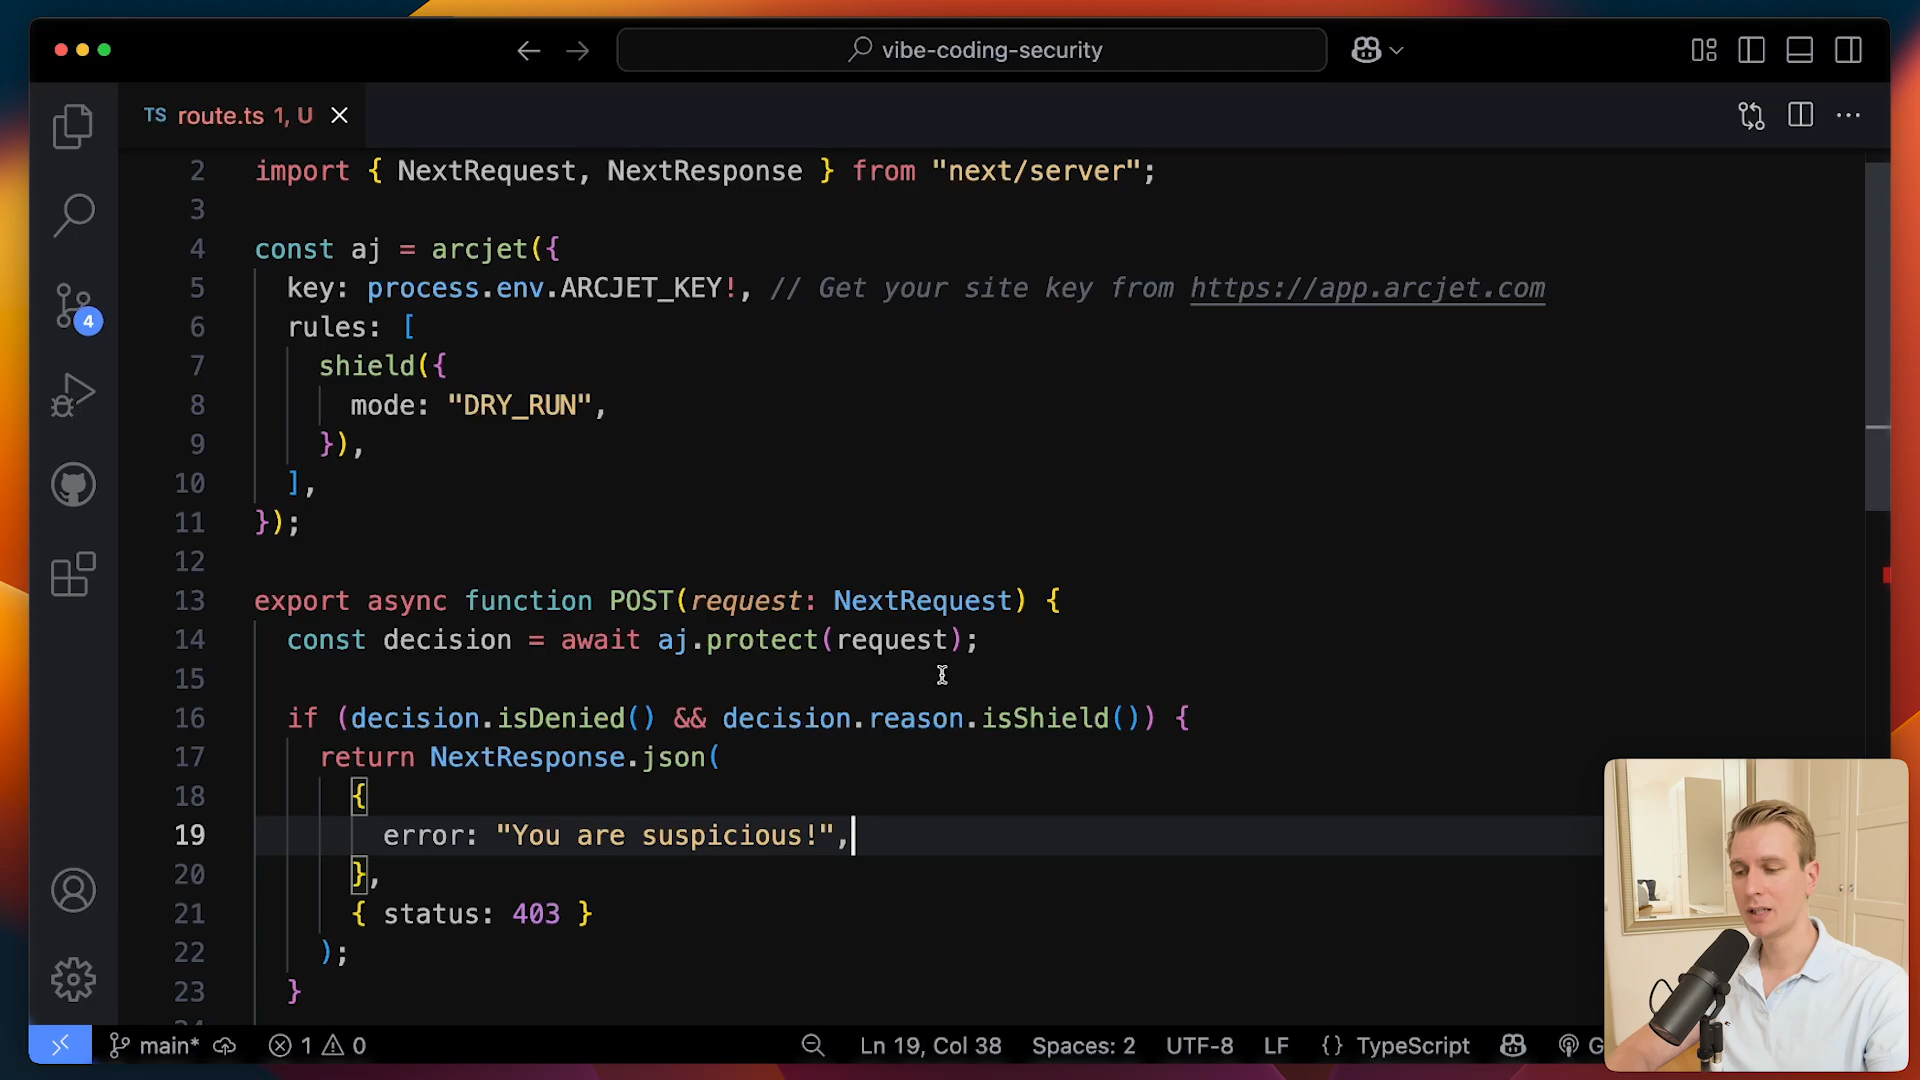 vibe-coding-security
TS route.ts 1, U
2 import { NextRequest, NextResponse } from "next/server";
3
4 const aj = arcjet({
5 key: process.env.ARCJET_KEY!, // Get your site key from https://app.arcjet.com
6 rules: [
7 shield({
8 mode: "DRY_RUN",
9 }),
10 ],
11 });
12
13 export async function POST(request: NextRequest) {
14 const decision = await aj.protect(request);
15
16 if (decision.isDenied() && decision.reason.isShield()) {
17 return NextResponse.json(
18 {
19 error: "You are suspicious!",
20 },
21 { status: 403 }
22 );
23 }
4
main* 1 0 Ln 19, Col 38 Spaces: 2 UTF-8 LF {} TypeScript